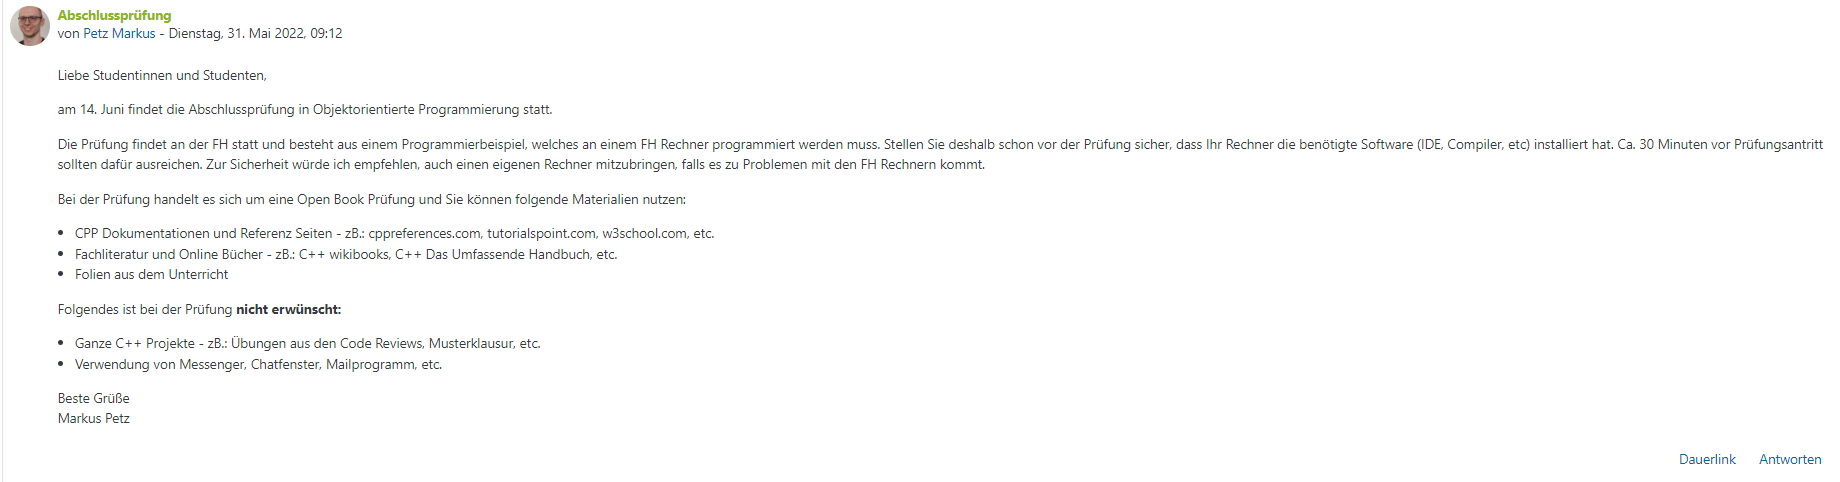 Abschlussprüfung
von Petz Markus - Dienstag, 31. Mai 2022, 09:12
Liebe Studentinnen und Studenten,
am 14. Juni findet die Abschlussprüfung in Objektorientierte Programmierung statt.
Die Prüfung findet an der FH statt und besteht aus einem Programmierbeispiel, welches an einem FH Rechner programmiert werden muss. Stellen Sie deshalb schon vor der Prüfung sicher, dass Ihr Rechner die benötigte Software (IDE, Compiler, etc) installiert hat. Ca. 30 Minuten vor Prüfungsantritt
sollten dafür ausreichen. Zur Sicherheit würde ich empfehlen, auch einen eigenen Rechner mitzubringen, falls es zu Problemen mit den FH Rechnern kommt.
Bei der Prüfung handelt es sich um eine Open Book Prüfung und Sie können folgende Materialien nutzen:
• CPP Dokumentationen und Referenz Seiten - zB.: cppreferences.com, tutorialspoint.com, w3school.com, etc.
• Fachliteratur und Online Bücher - zB.: C++ wikibooks, C++ Das Umfassende Handbuch, etc.
• Folien aus dem Unterricht
Folgendes ist bei der Prüfung nicht erwünscht:
• Ganze C++ Projekte - zB.: Übungen aus den Code Reviews, Musterklausur, etc.
• Verwendung von Messenger, Chatfenster, Mailprogramm, etc.
Beste Grüße
Markus Petz
Dauerlink Antworten